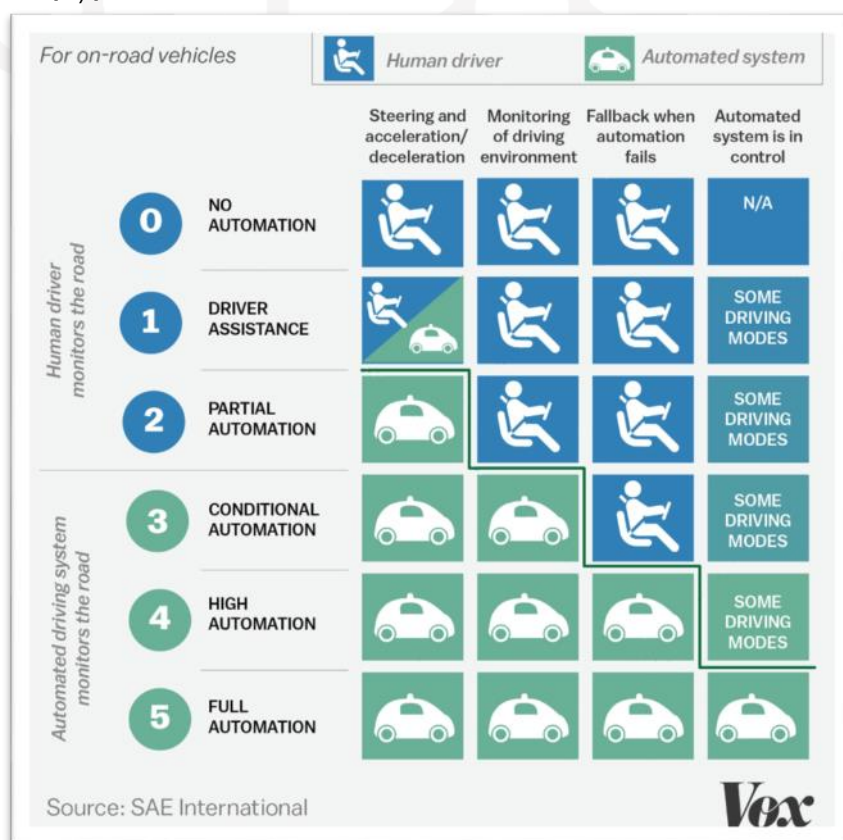 For on-road vehicles
Human driver
Automated system
Steering and
acceleration/
deceleration
Monitoring
of driving
environment
Fallback when
automation
fails
Automated
system is in
control
Human driver
monitors the road
0
NO
AUTOMATION
N/A
1
DRIVER
ASSISTANCE
SOME
DRIVING
MODES
2
PARTIAL
AUTOMATION
SOME
DRIVING
MODES
Automated driving system
monitors the road
3
CONDITIONAL
AUTOMATION
SOME
DRIVING
MODES
4
HIGH
AUTOMATION
SOME
DRIVING
MODES
5
FULL
AUTOMATION
Source: SAE International
Vox